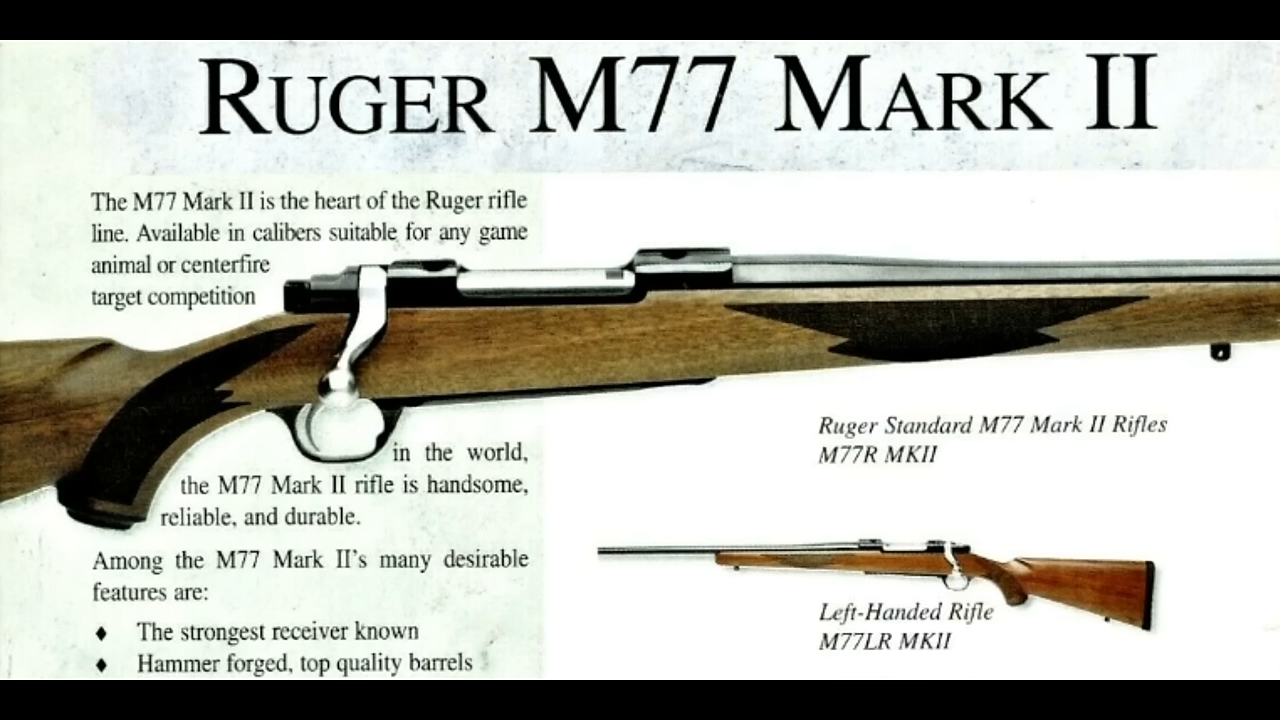 RUGER M77 MARK II
The M77 Mark II is the heart of the Ruger rifle
line. Available in calibers suitable for any game
animal or centerfire
target competition
in the world,
the M77 Mark II rifle is handsome,
reliable, and durable.
Among the M77 Mark II's many desirable
features are:
♦ The strongest receiver known
♦ Hammer forged, top quality barrels
Ruger Standard M77 Mark II Rifles
M77R MKII
Left-Handed Rifle
M77LR MKII